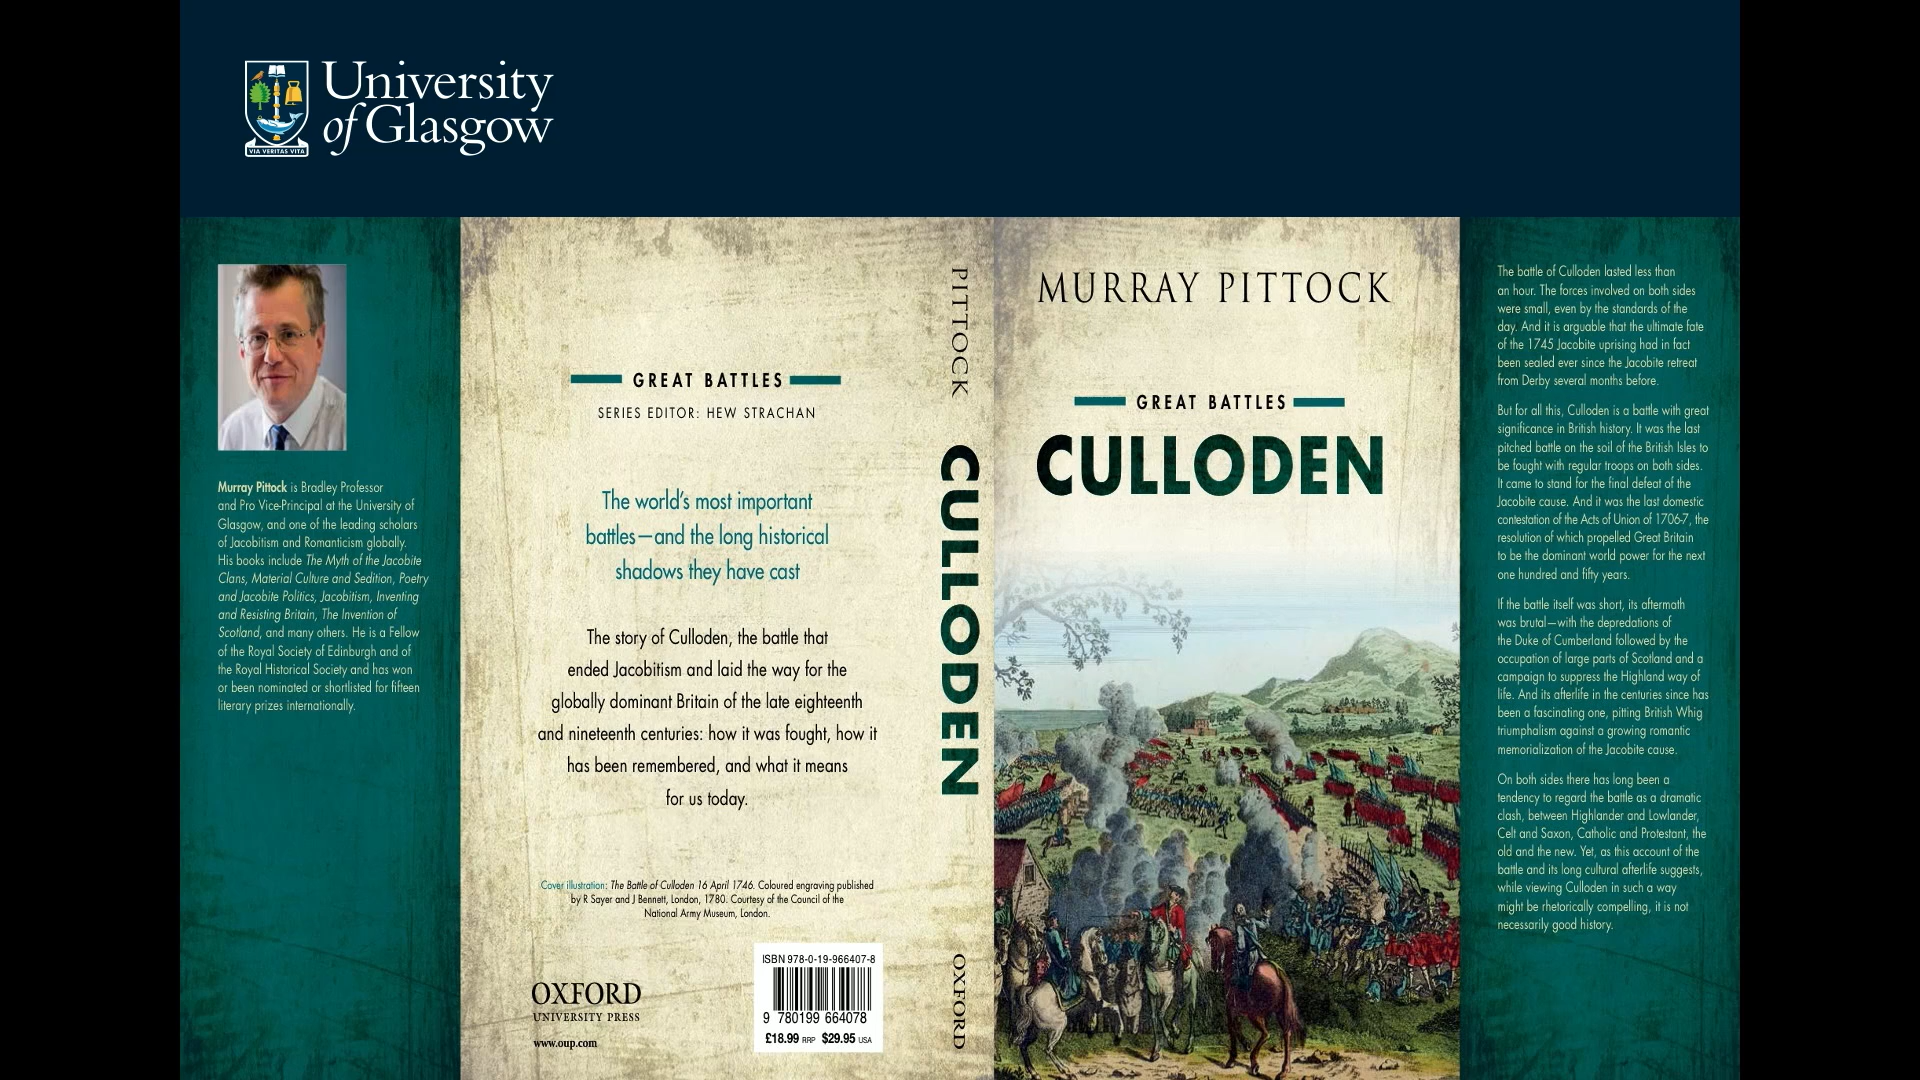 University
of Glasgow
VIA VERITAS VITA
Murray Pittock is Bradley Professor
and Pro Vice-Principal at the University of
Glasgow, and one of the leading scholars
of Jacobitism and Romanticism globally.
His books include The Myth of the Jacobite
Clans, Material Culture and Sedition, Poetry
and Jacobite Politics, Jacobitism, Inventing
and Resisting Britain, The Invention of
Scotland, and many others. He is a Fellow
of the Royal Society of Edinburgh and of
the Royal Historical Society and has won
or been nominated or shortlisted for fifteen
literary prizes internationally.
GREAT BATTLES
SERIES EDITOR: HEW STRACHAN
The world's most important
battles—and the long historical
shadows they have cast
The story of Culloden, the battle that
ended Jacobitism and laid the way for the
globally dominant Britain of the late eighteenth
and nineteenth centuries: how it was fought, how it
has been remembered, and what it means
for us today.
Cover illustration: The Battle of Culloden 16 April 1746. Coloured engraving published
by R Sayer and J Bennett, London, 1780. Courtesy of the Council of the
National Army Museum, London.
OXFORD
UNIVERSITY PRESS
www.oup.com
ISBN 978-0-19-966407-8
9 780199 664078
£18.99 RRP $29.95 USA
PITTOCK
CULLODEN
OXFORD
MURRAY PITTOCK
GREAT BATTLES
CULLODEN
The battle of Culloden lasted less than
an hour. The forces involved on both sides
were small, even by the standards of the
day. And it is arguable that the ultimate fate
of the 1745 Jacobite uprising had in fact
been sealed ever since the Jacobite retreat
from Derby several months before.
But for all this, Culloden is a battle with great
significance in British history. It was the last
pitched battle on the soil of the British Isles to
be fought with regular troops on both sides.
It came to stand for the final defeat of the
Jacobite cause. And it was the last domestic
contestation of the Acts of Union of 1706-7, the
resolution of which propelled Great Britain
to be the dominant world power for the next
one hundred and fifty years.
If the battle itself was short, its aftermath
was brutal—with the depredations of
the Duke of Cumberland followed by the
occupation of large parts of Scotland and a
campaign to suppress the Highland way of
life. And its afterlife in the centuries since has
been a fascinating one, pitting British Whig
triumphalism against a growing romantic
memorialization of the Jacobite cause.
On both sides there has long been a
tendency to regard the battle as a dramatic
clash, between Highlander and Lowlander,
Celt and Saxon, Catholic and Protestant, the
old and the new. Yet, as this account of the
battle and its long cultural afterlife suggests,
while viewing Culloden in such a way
might be rhetorically compelling, it is not
necessarily good history.